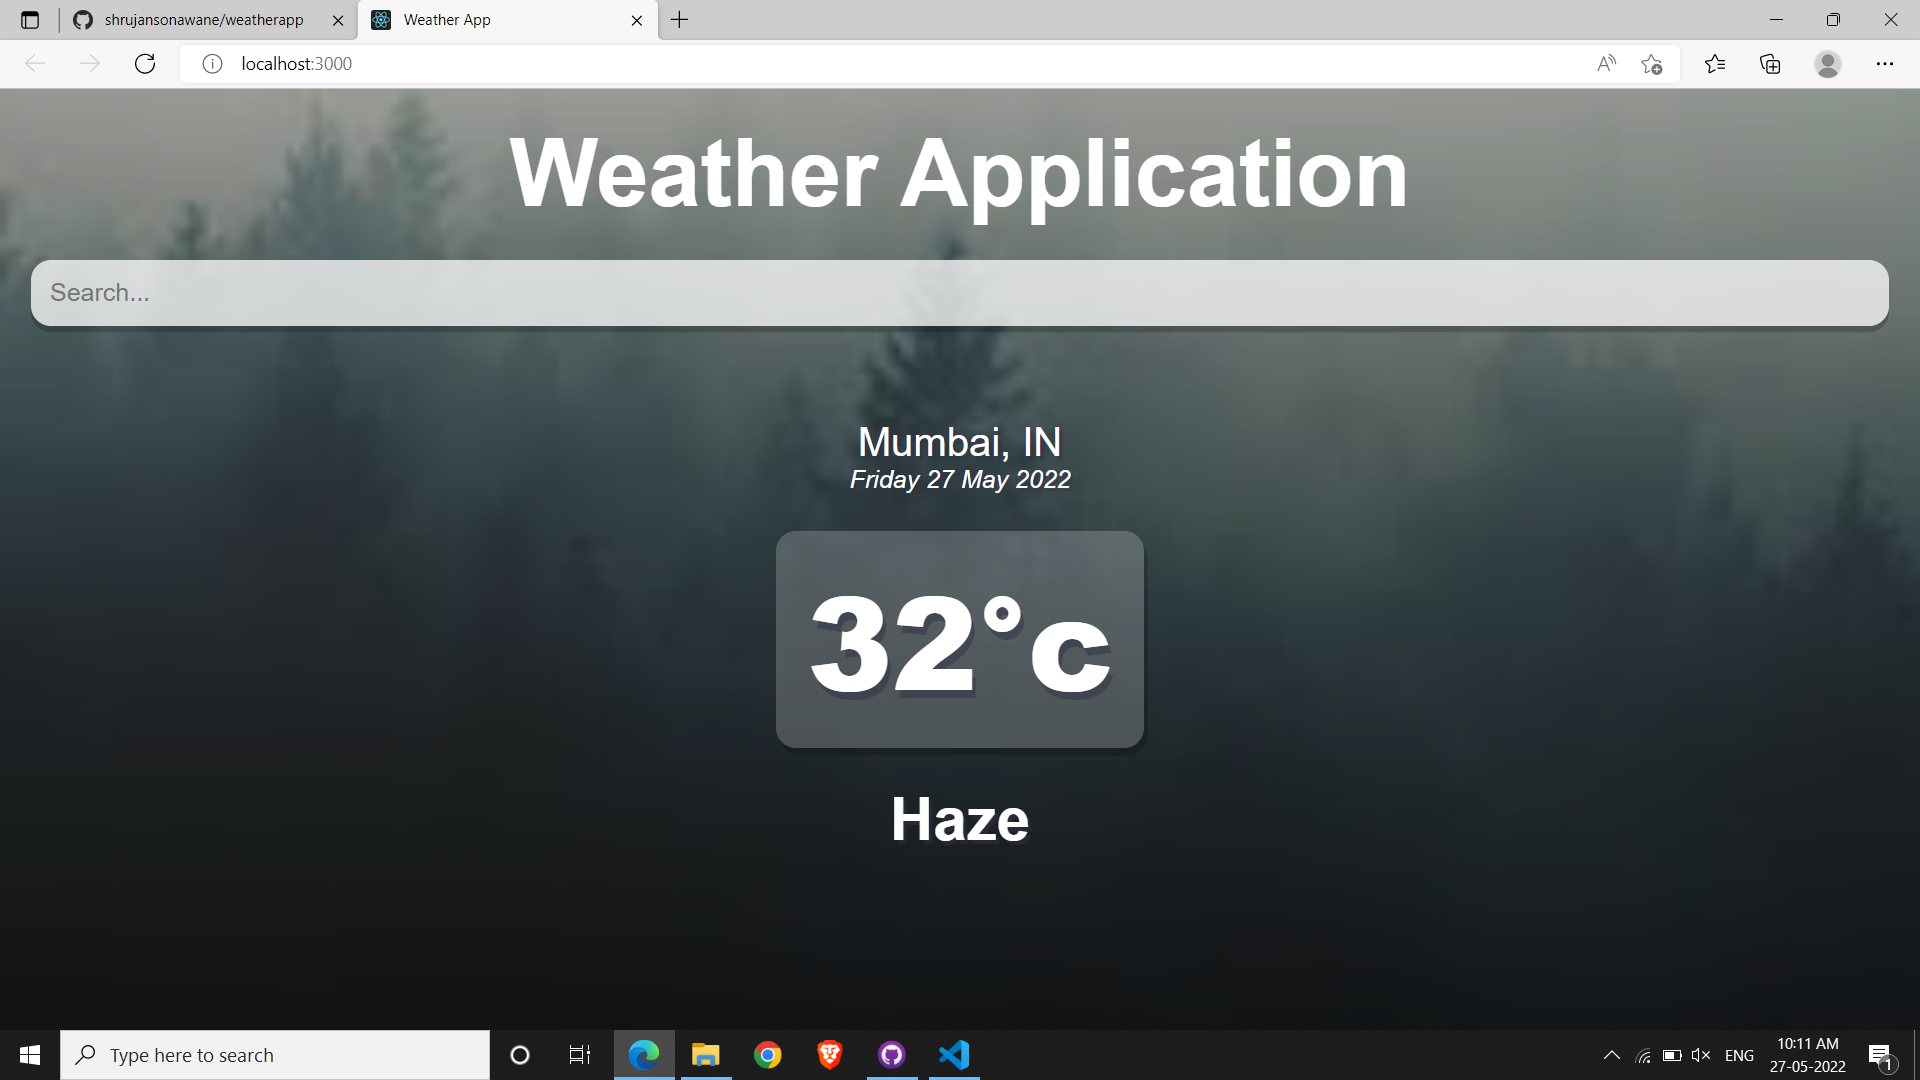 shrujansonawane/weatherapp
Weather App
localhost:3000
Weather Application
Search...
Mumbai, IN
Friday 27 May 2022
32°c
Haze
Type here to search
ENG
10:11 AM
27-05-2022
1